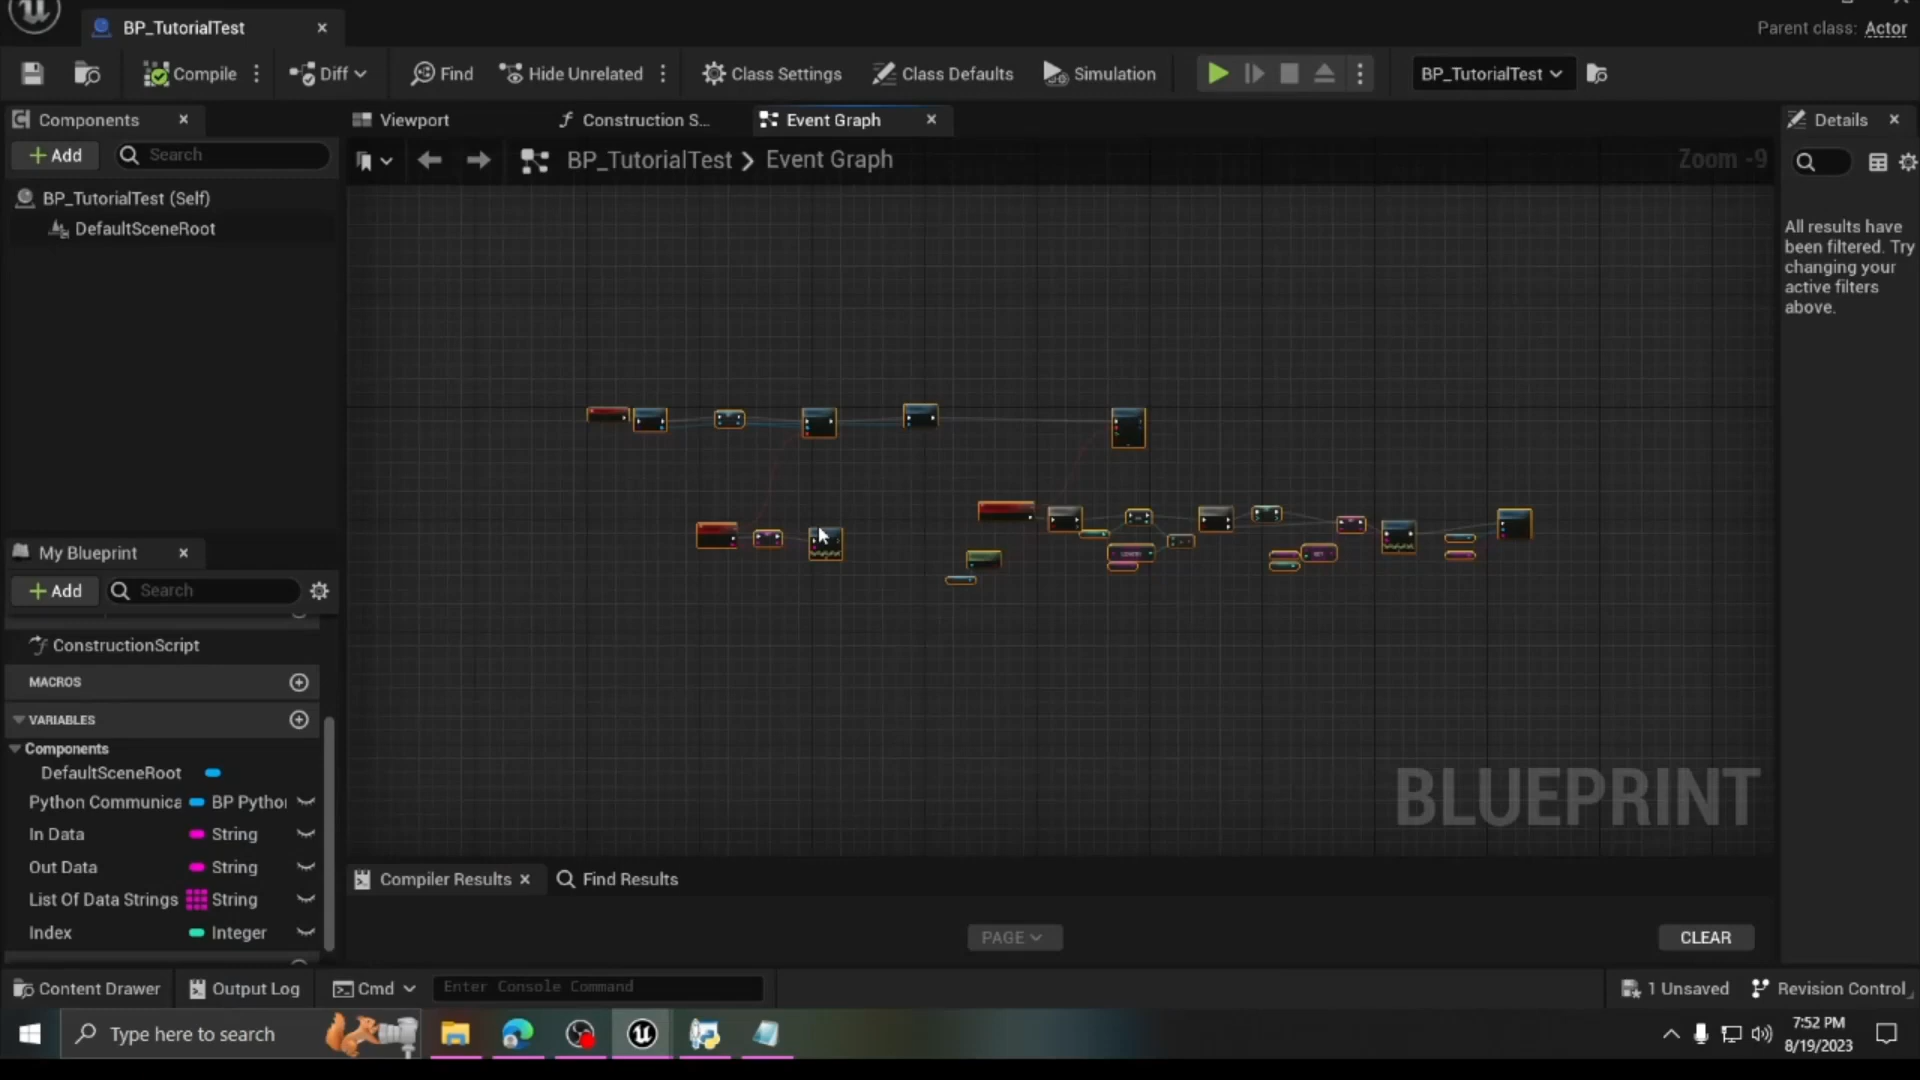 BP_TutorialTest
Parent class: Actor
Compile
Diff
Find
Hide Unrelated
Class Settings
Class Defaults
Simulation
BP_TutorialTest
Components
Viewport
Construction S...
Event Graph
Details
Add
Search
BP_TutorialTest > Event Graph
Zoom -9
BP_TutorialTest (Self)
DefaultSceneRoot
All results have
been filtered. Try
changing your
active filters
above.
My Blueprint
Add
Search
ConstructionScript
MACROS
VARIABLES
Components
DefaultSceneRoot
Python Communica BP Pytho
In Data String
Out Data String
List Of Data Strings String
Index Integer
BLUEPRINT
Compiler Results
Find Results
PAGE
CLEAR
Content Drawer
Output Log
Cmd
Enter Console Command
1 Unsaved
Revision Control
Type here to search
7:52 PM
8/19/2023